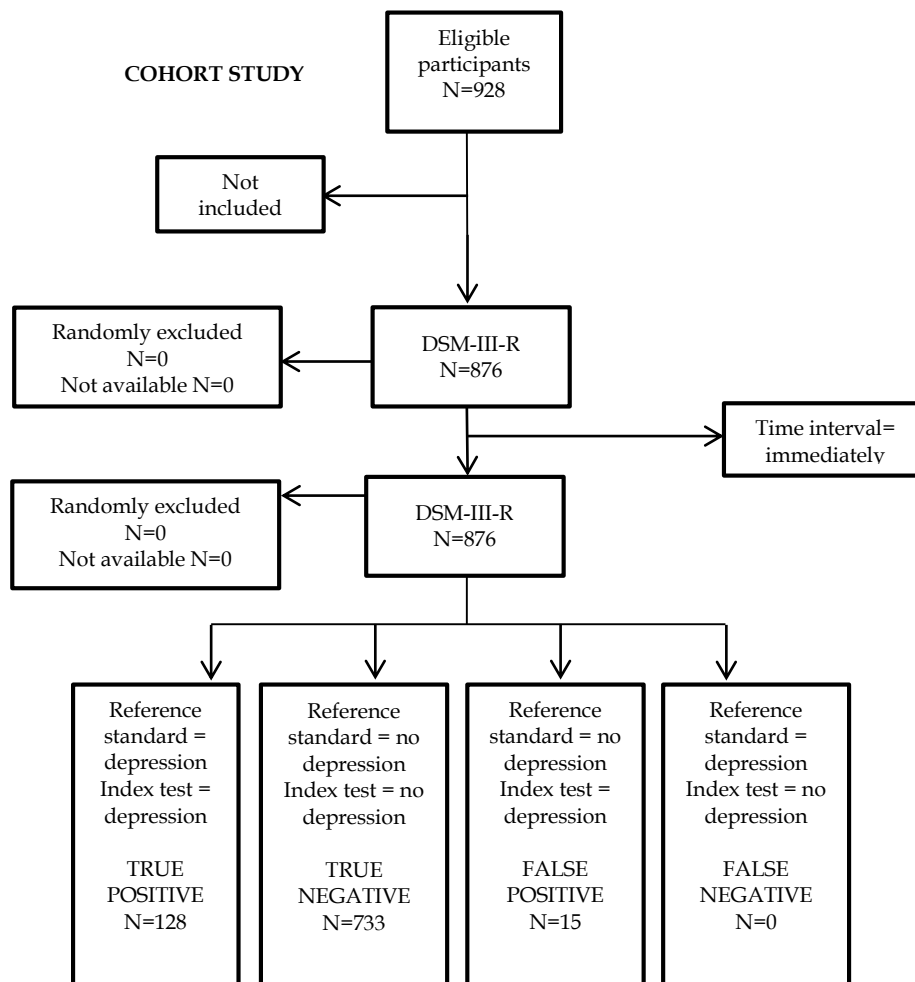 COHORT STUDY
Eligible
participants
N=928
Not
included
Randomly excluded
N=0
Not available N=0
DSM-III-R
N=876
Time interval=
immediately
Randomly excluded
N=0
Not available N=0
DSM-III-R
N=876
Reference
standard =
depression
Index test =
depression
TRUE
POSITIVE
N=128
Reference
standard = no
depression
Index test = no
depression
TRUE
NEGATIVE
N=733
Reference
standard = no
depression
Index test =
depression
FALSE
POSITIVE
N=15
Reference
standard =
depression
Index test = no
depression
FALSE
NEGATIVE
N=0